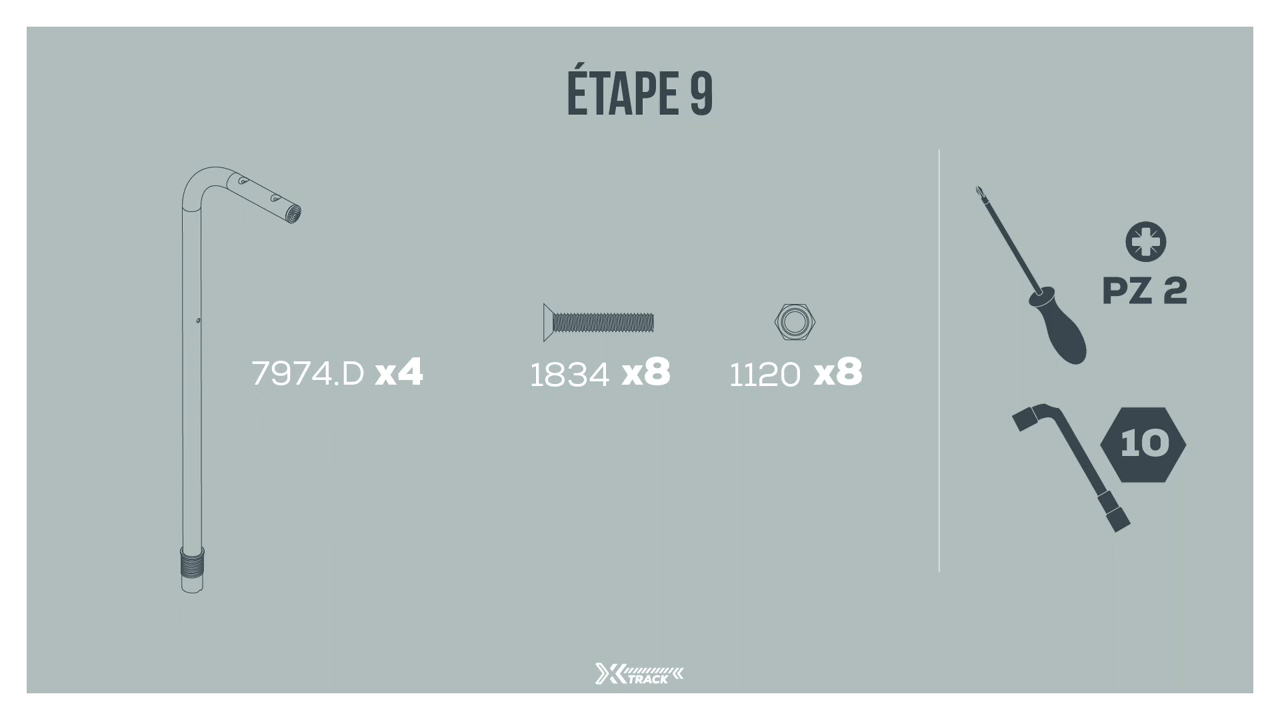 ÉTAPE 9
7974.D x4
1834 x8
1120 x8
PZ 2
10
X TRACK